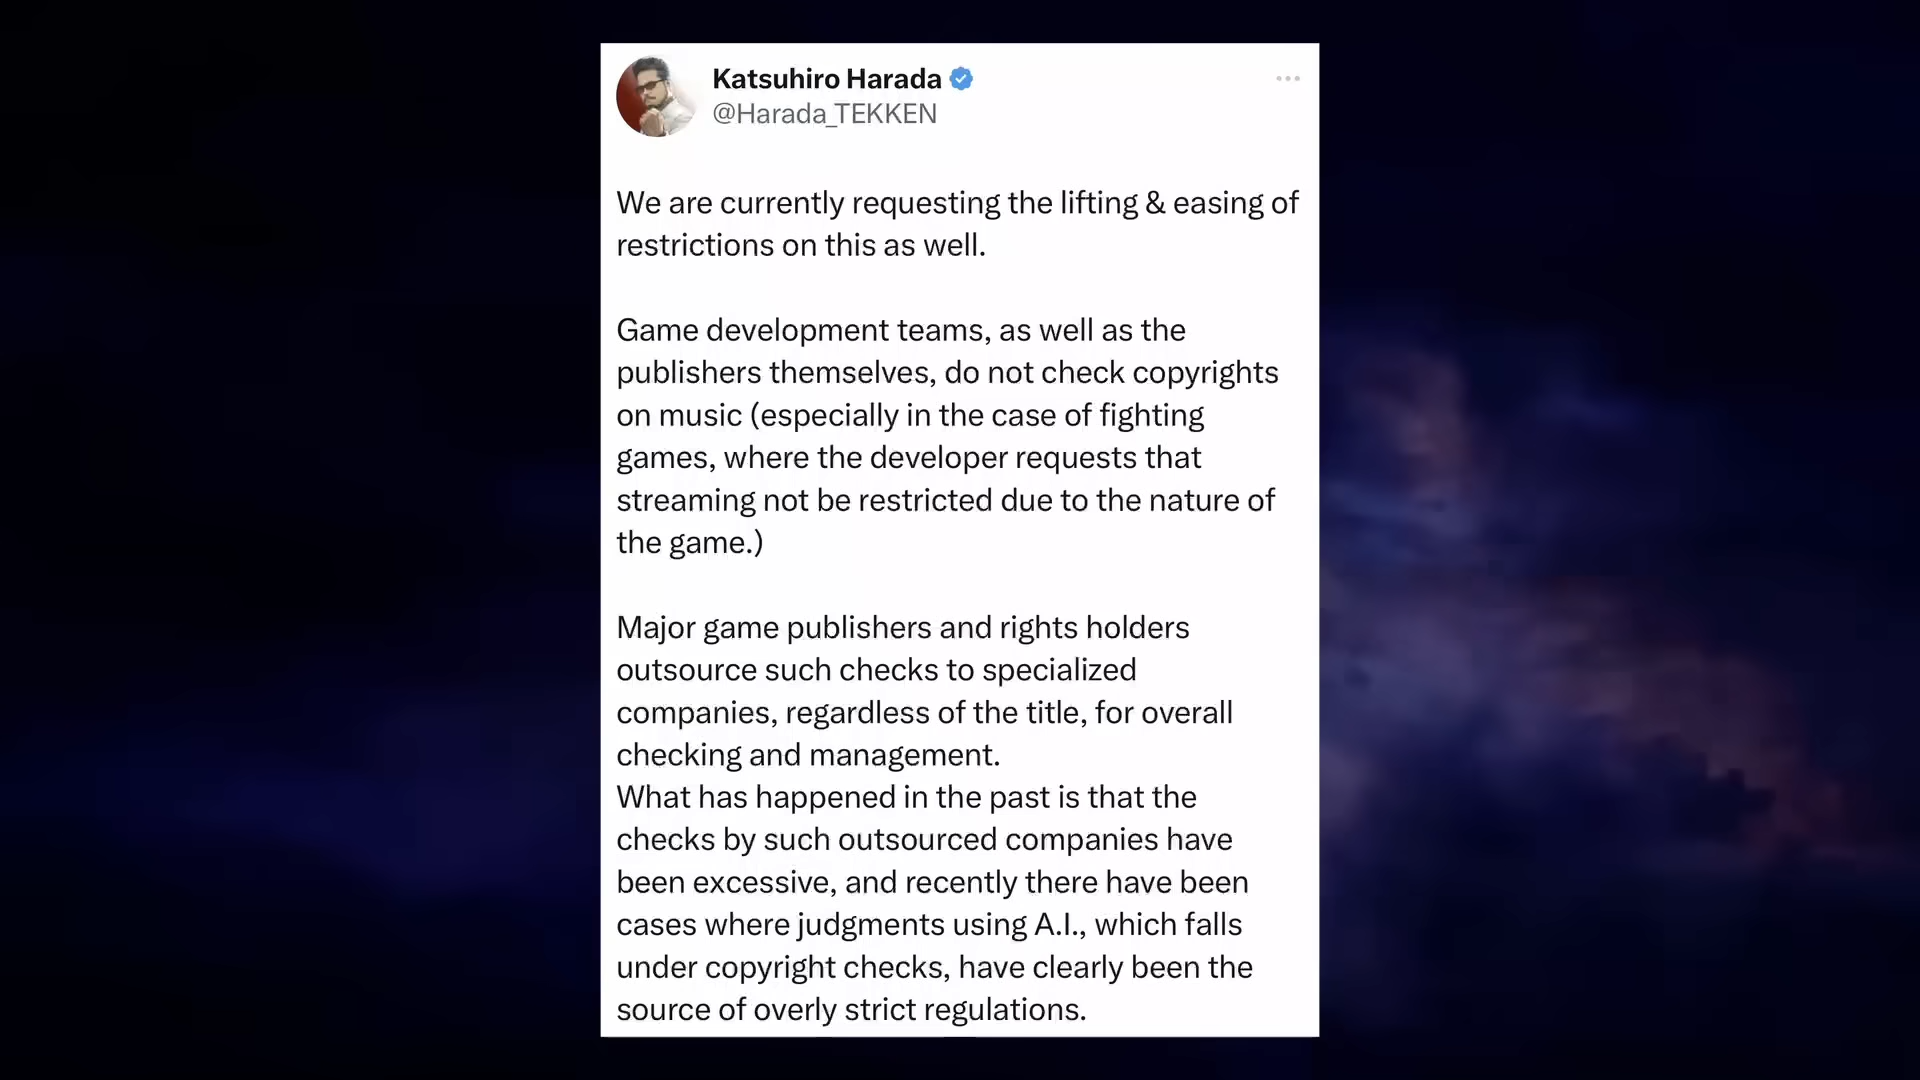 Katsuhiro Harada
@Harada_TEKKEN
We are currently requesting the lifting & easing of
restrictions on this as well.
Game development teams, as well as the
publishers themselves, do not check copyrights
on music (especially in the case of fighting
games, where the developer requests that
streaming not be restricted due to the nature of
the game.)
Major game publishers and rights holders
outsource such checks to specialized
companies, regardless of the title, for overall
checking and management.
What has happened in the past is that the
checks by such outsourced companies have
been excessive, and recently there have been
cases where judgments using A.I., which falls
under copyright checks, have clearly been the
source of overly strict regulations.